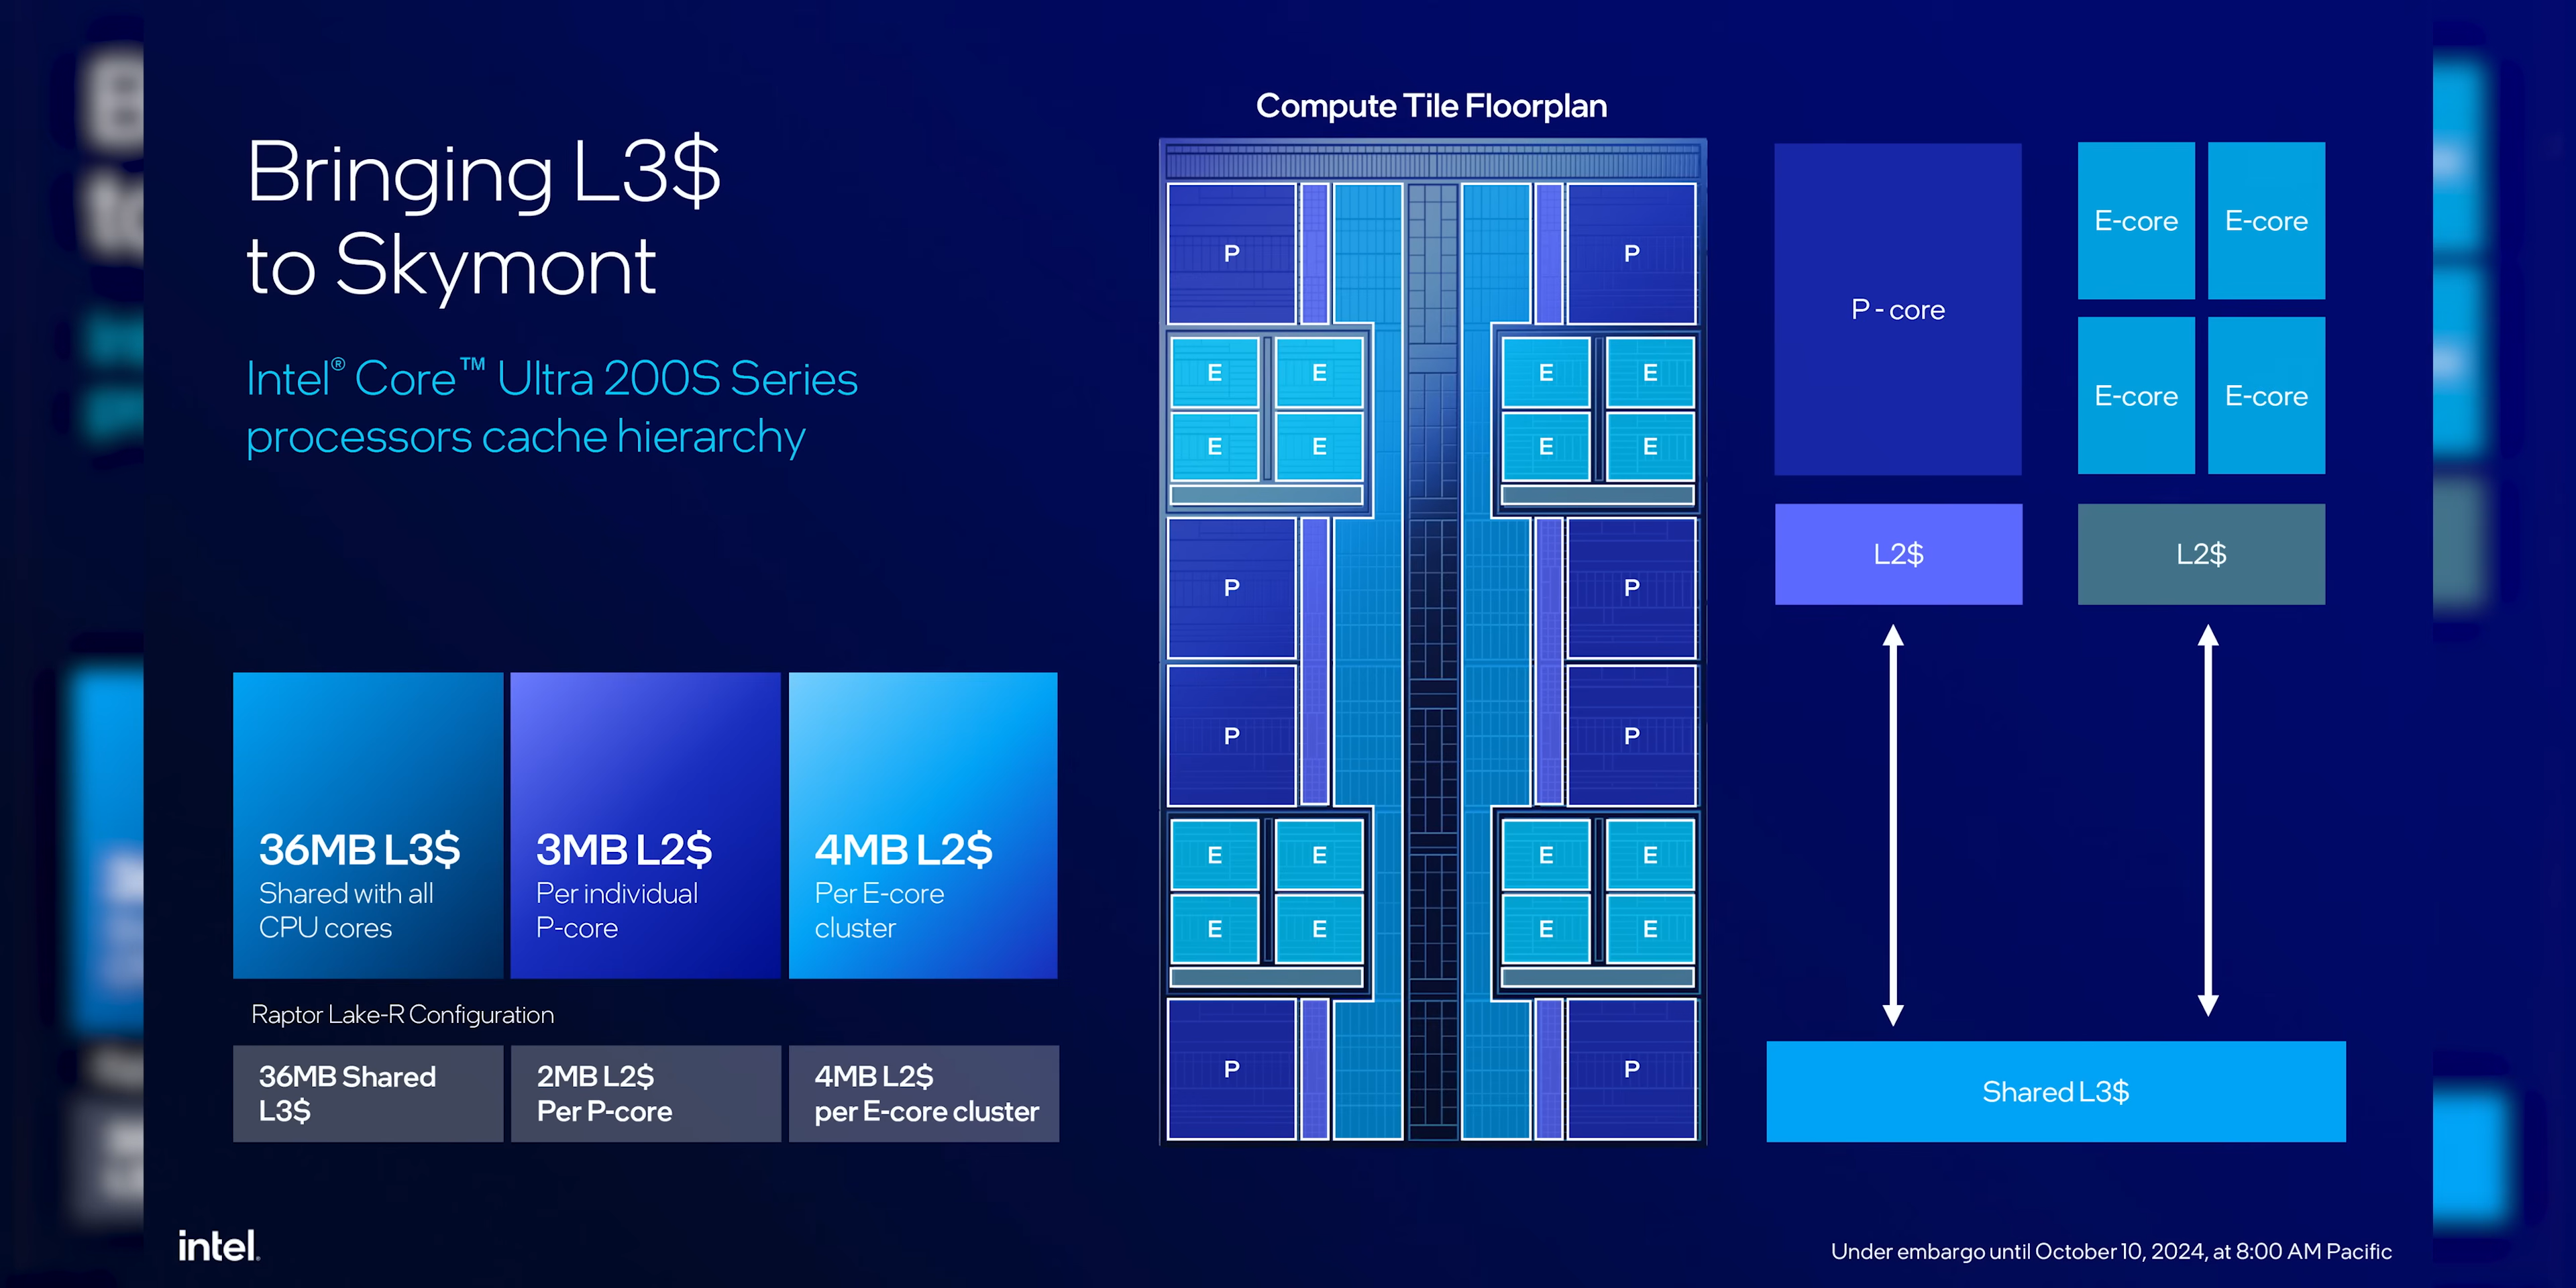 Bringing L3$
to Skymont
Intel® Core™ Ultra 200S Series
processors cache hierarchy
36MB L3$
Shared with all
CPU cores
3MB L2$
Per individual
P-core
4MB L2$
Per E-core
cluster
Raptor Lake-R Configuration
36MB Shared
L3$
2MB L2$
Per P-core
4MB L2$
per E-core cluster
Compute Tile Floorplan
P P
E E E E
E E E E
P P
P P
E E E E
E E E E
P P
P - core
E-core E-core
E-core E-core
L2$ L2$
Shared L3$
intel.
Under embargo until October 10, 2024, at 8:00 AM Pacific